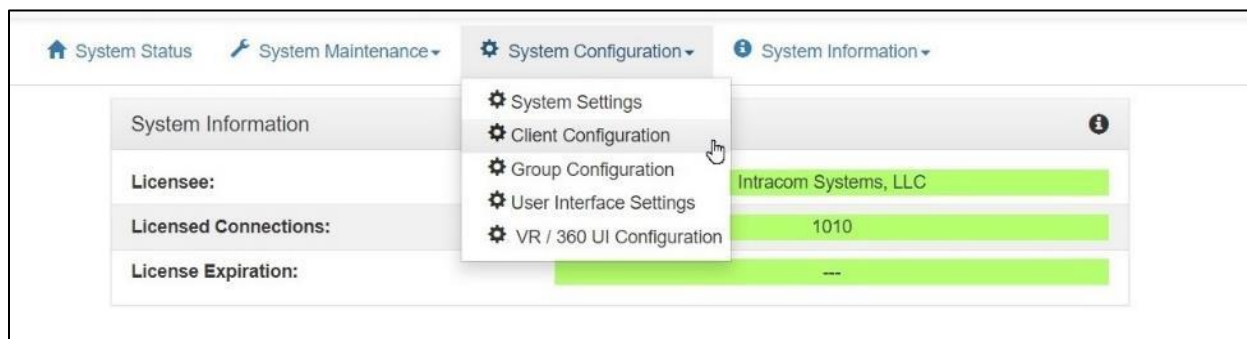 System Status System Maintenance System Configuration System Information
System Settings
System Information
Client Configuration
Group Configuration
Licensee: Intracom Systems, LLC
User Interface Settings
Licensed Connections: 1010
VR / 360 UI Configuration
License Expiration: ---